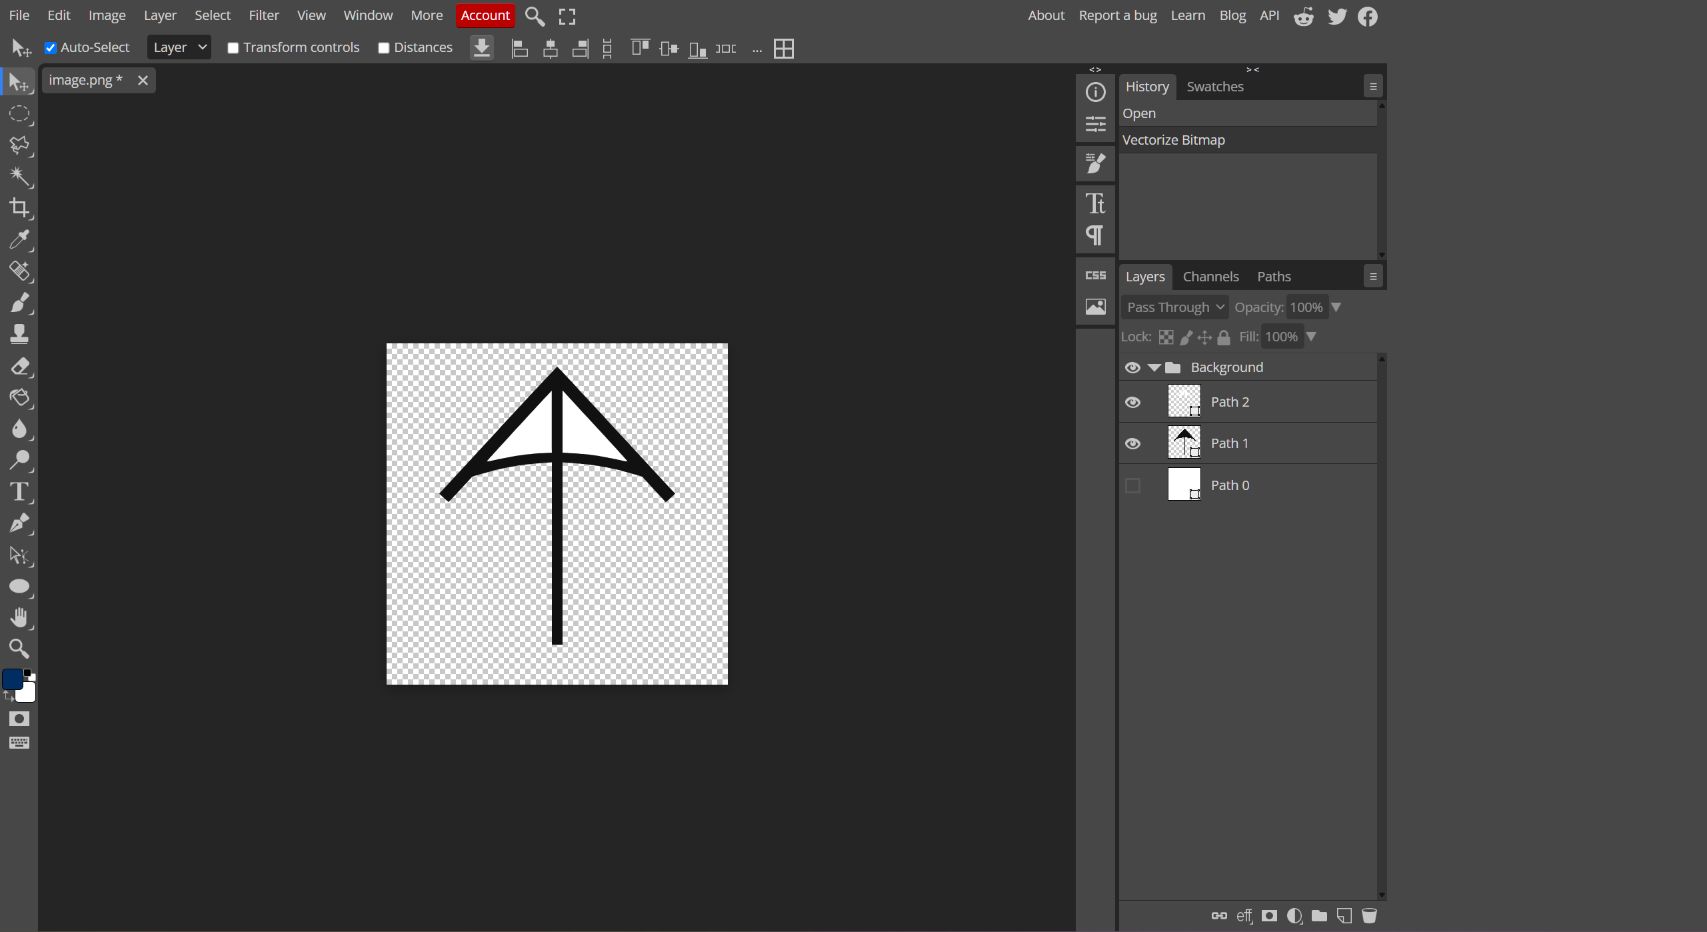 File Edit Image Layer Select Filter View Window More Account About Report a bug Learn Blog API
Auto-Select Layer Transform controls Distances ...
image.png *
History Swatches
Open
Vectorize Bitmap
Tt
CSS
Layers Channels Paths
Pass Through Opacity: 100%
Lock: Fill: 100%
Background
Path 2
Path 1
Path 0
T
eff